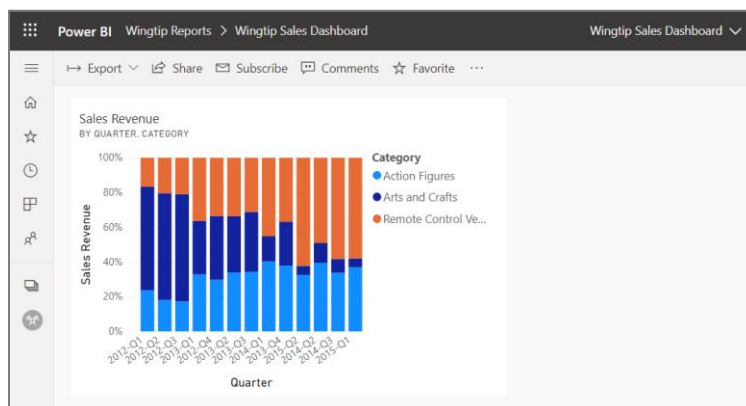 Power BI Wingtip Reports > Wingtip Sales Dashboard Wingtip Sales Dashboard
Export Share Subscribe Comments Favorite ...
Sales Revenue
BY QUARTER, CATEGORY
Category
Action Figures
Arts and Crafts
Remote Control Ve...
Sales Revenue
100%
80%
60%
40%
20%
0%
2012-Q1
2012-Q2
2012-Q3
2013-Q1
2012-Q4
2013-Q2
2013-Q3
2014-Q1
2013-Q4
2014-Q2
2014-Q3
2015-Q1
Quarter